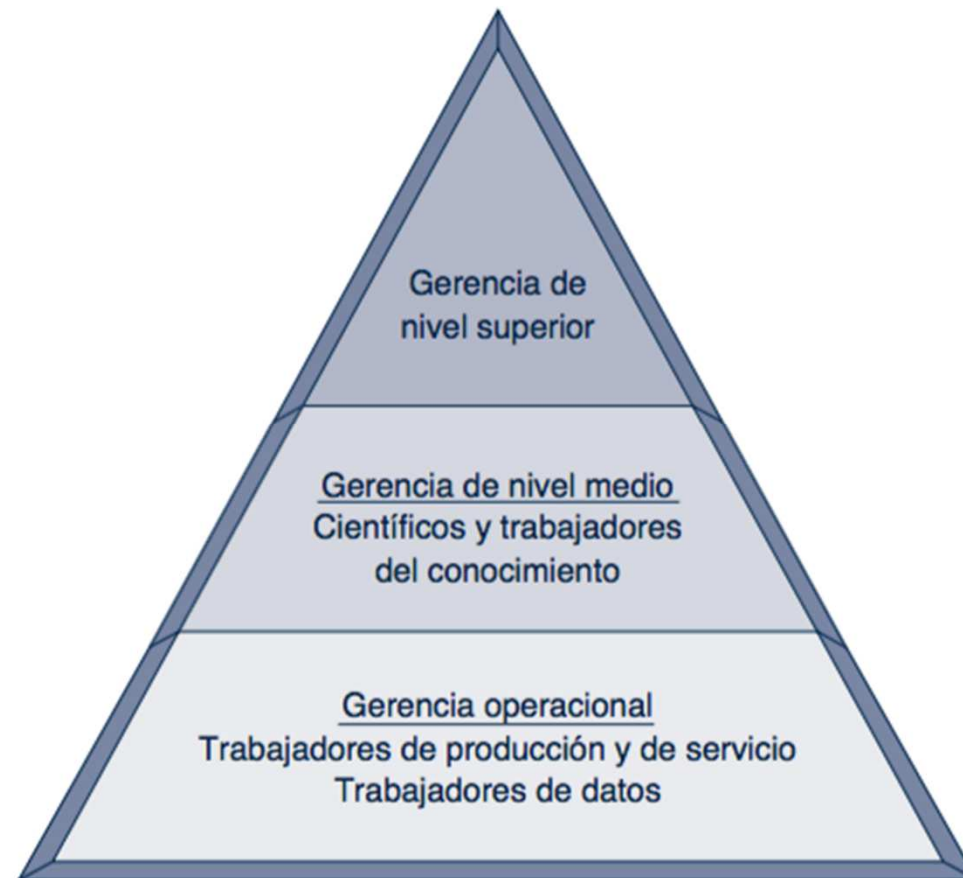 Gerencia de
nivel superior
Gerencia de nivel medio
Científicos y trabajadores
del conocimiento
Gerencia operacional
Trabajadores de producción y de servicio
Trabajadores de datos